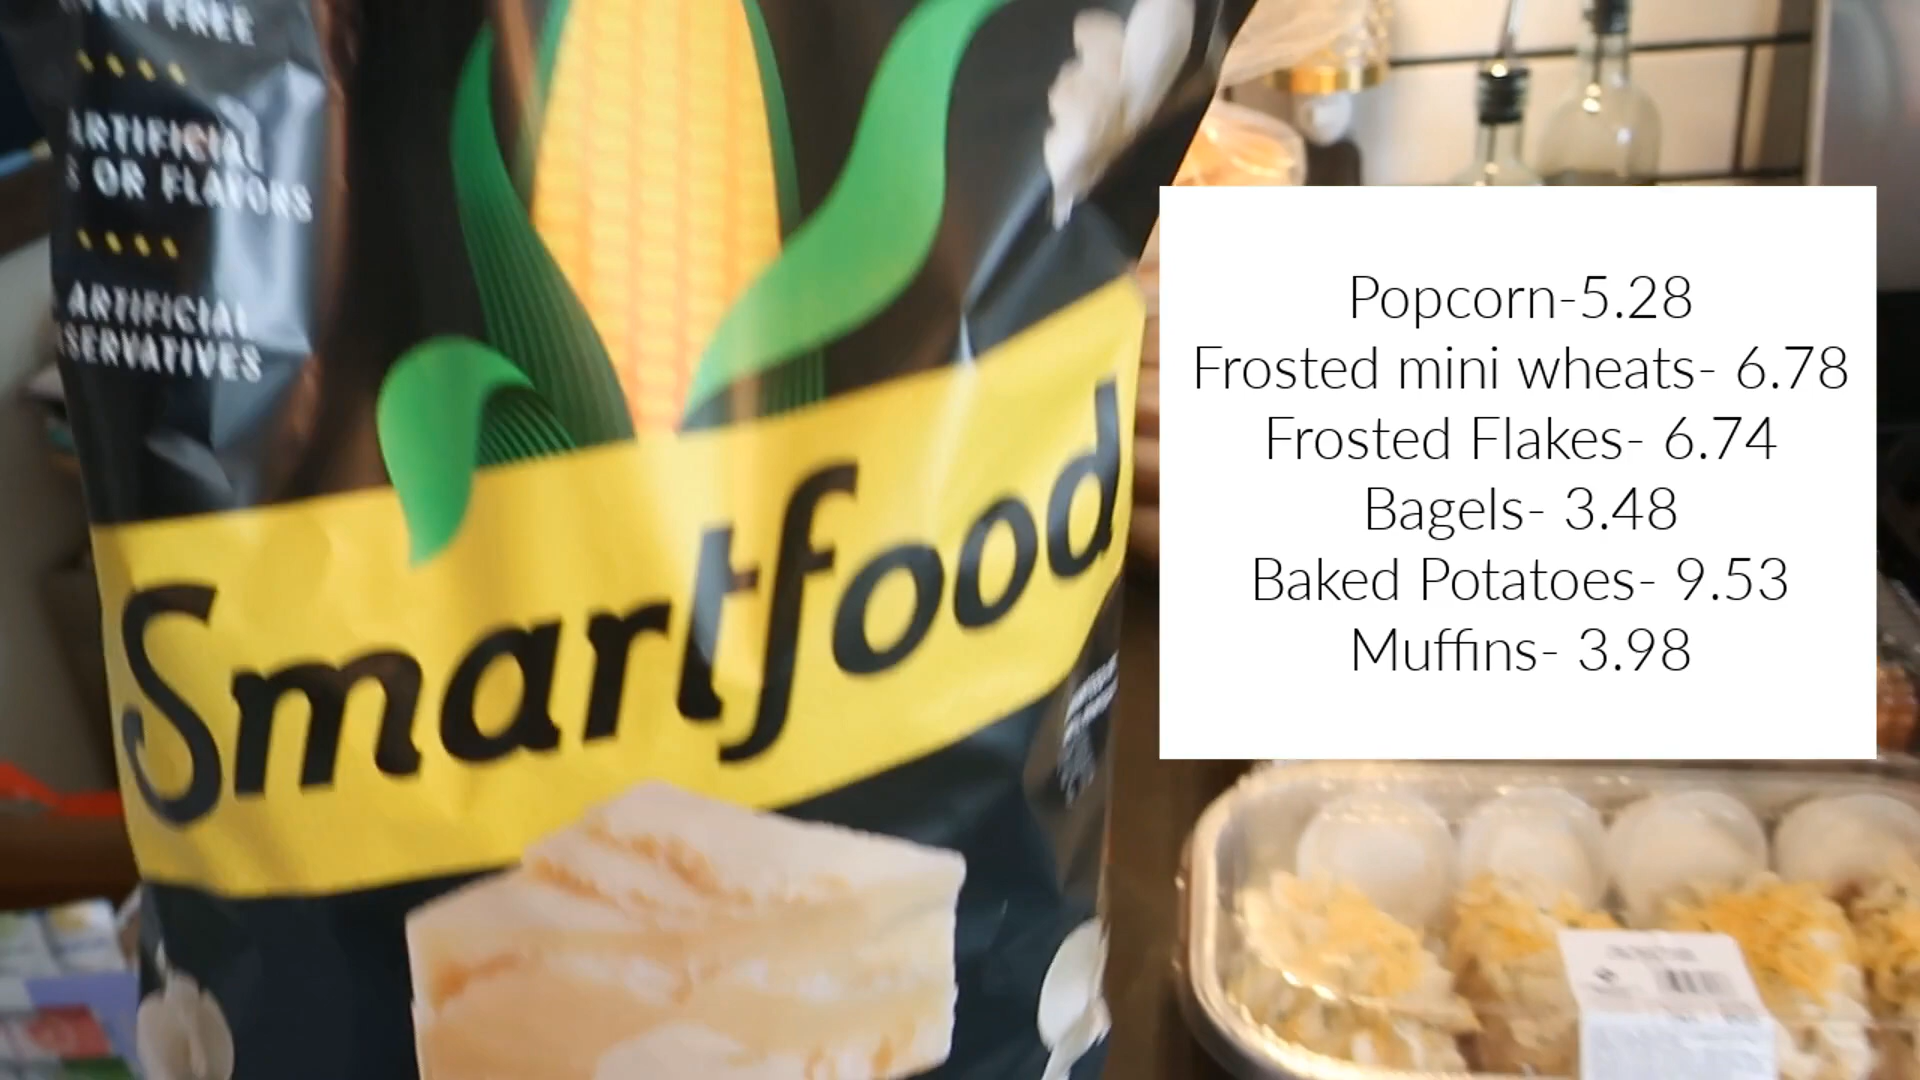 FREE
ARTIFICIAL
OR FLAVORS
ARTIFICIAL
SERVATIVES
Smartfood
Popcorn-5.28
Frosted mini wheats- 6.78
Frosted Flakes- 6.74
Bagels- 3.48
Baked Potatoes- 9.53
Muffins- 3.98